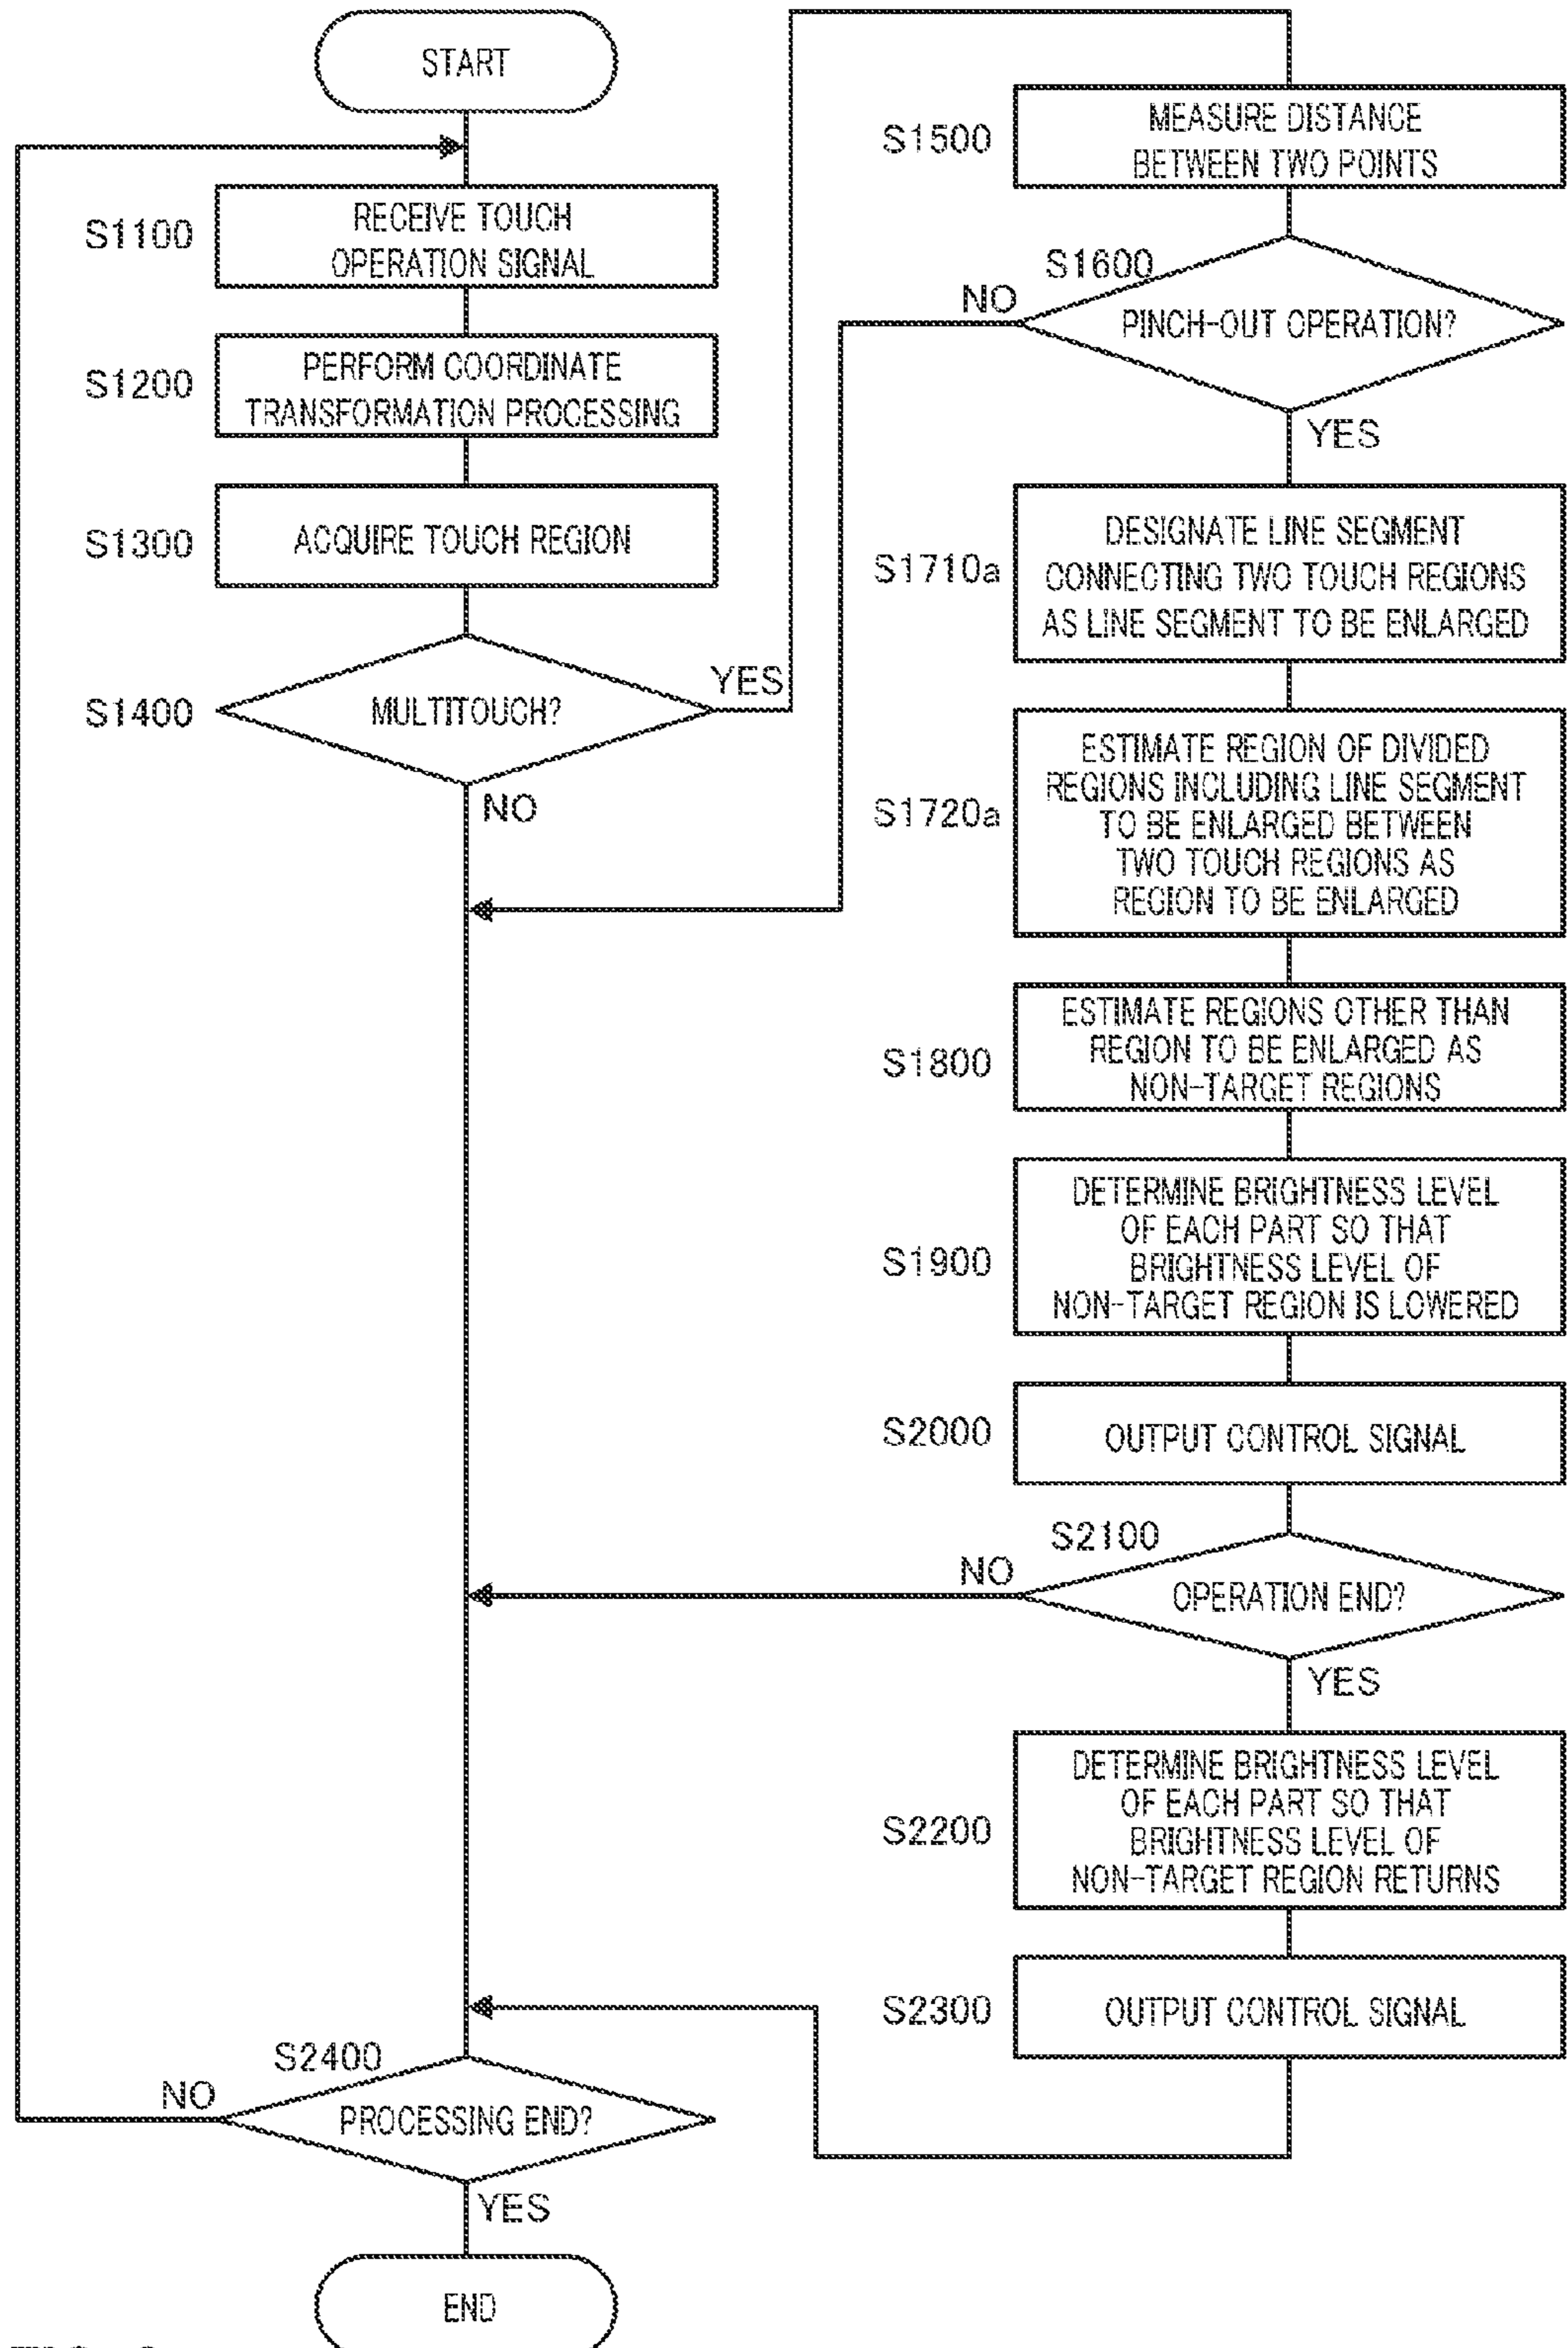 START
S1100
RECEIVE TOUCH
OPERATION SIGNAL
S1200
PERFORM COORDINATE
TRANSFORMATION PROCESSING
S1300
ACQUIRE TOUCH REGION
S1400
MULTITOUCH?
YES
NO
S1500
MEASURE DISTANCE
BETWEEN TWO POINTS
S1600
NO
PINCH-OUT OPERATION?
YES
S1710a
DESIGNATE LINE SEGMENT
CONNECTING TWO TOUCH REGIONS
AS LINE SEGMENT TO BE ENLARGED
S1720a
ESTIMATE REGION OF DIVIDED
REGIONS INCLUDING LINE SEGMENT
TO BE ENLARGED BETWEEN
TWO TOUCH REGIONS AS
REGION TO BE ENLARGED
S1800
ESTIMATE REGIONS OTHER THAN
REGION TO BE ENLARGED AS
NON-TARGET REGIONS
S1900
DETERMINE BRIGHTNESS LEVEL
OF EACH PART SO THAT
BRIGHTNESS LEVEL OF
NON-TARGET REGION IS LOWERED
S2000
OUTPUT CONTROL SIGNAL
S2100
NO
OPERATION END?
YES
S2200
DETERMINE BRIGHTNESS LEVEL
OF EACH PART SO THAT
BRIGHTNESS LEVEL OF
NON-TARGET REGION RETURNS
S2300
OUTPUT CONTROL SIGNAL
S2400
NO
PROCESSING END?
YES
END